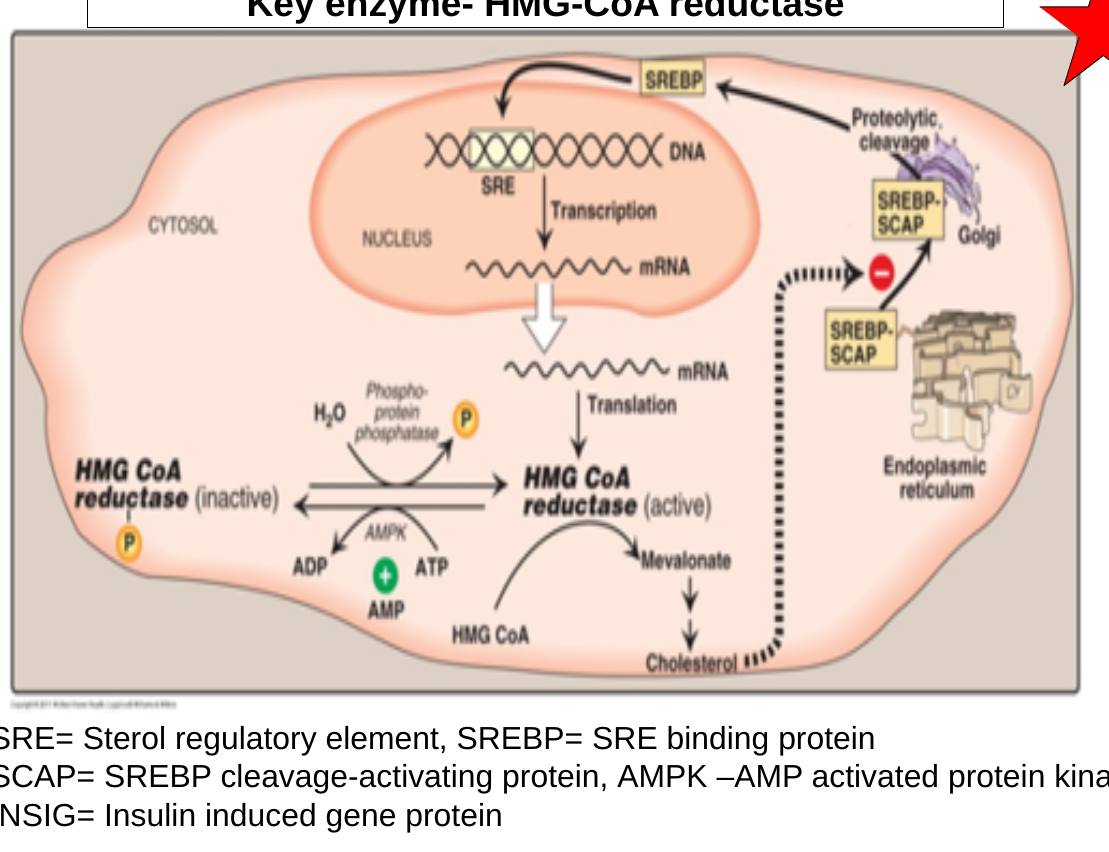 Key enzyme- HMG-CoA reductase
SREBP
Proteolytic
cleavage
DNA
SRE
SREBP-
SCAP
Transcription
CYTOSOL
NUCLEUS
Golgi
mRNA
SREBP-
SCAP
mRNA
Phospho-
protein
phosphatase
H₂O
P
Translation
HMG CoA
reductase (inactive)
P
HMG CoA
reductase (active)
Endoplasmic
reticulum
AMPK
ADP
ATP
+
AMP
Mevalonate
HMG CoA
Cholesterol
SRE= Sterol regulatory element, SREBP= SRE binding protein
SCAP= SREBP cleavage-activating protein, AMPK –AMP activated protein kina
NSIG= Insulin induced gene protein